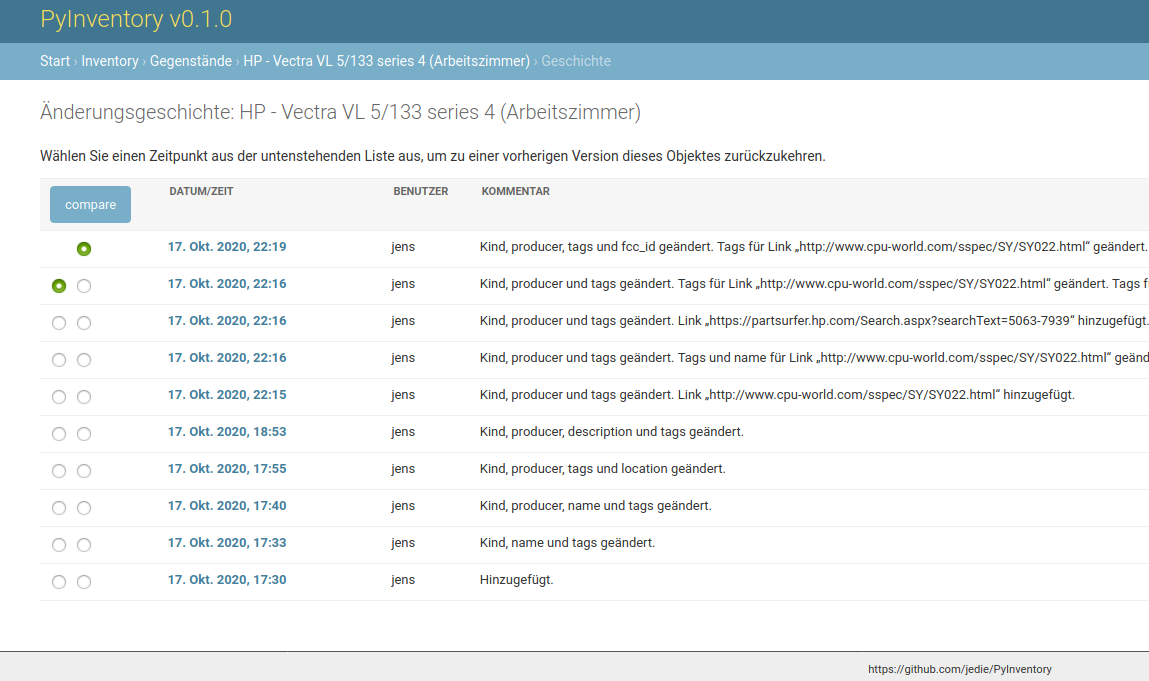 PyInventory v0.1.0
Start › Inventory › Gegenstände › HP - Vectra VL 5/133 series 4 (Arbeitszimmer) › Geschichte
Änderungsgeschichte: HP - Vectra VL 5/133 series 4 (Arbeitszimmer)
Wählen Sie einen Zeitpunkt aus der untenstehenden Liste aus, um zu einer vorherigen Version dieses Objektes zurückzukehren.
compare DATUM/ZEIT BENUTZER KOMMENTAR
17. Okt. 2020, 22:19 jens Kind, producer, tags und fcc_id geändert. Tags für Link „http://www.cpu-world.com/sspec/SY/SY022.html“ geändert.
17. Okt. 2020, 22:16 jens Kind, producer und tags geändert. Tags für Link „http://www.cpu-world.com/sspec/SY/SY022.html“ geändert. Tags f
17. Okt. 2020, 22:16 jens Kind, producer und tags geändert. Link „https://partsurfer.hp.com/Search.aspx?searchText=5063-7939“ hinzugefügt.
17. Okt. 2020, 22:16 jens Kind, producer und tags geändert. Tags und name für Link „http://www.cpu-world.com/sspec/SY/SY022.html“ geänd
17. Okt. 2020, 22:15 jens Kind, producer und tags geändert. Link „http://www.cpu-world.com/sspec/SY/SY022.html“ hinzugefügt.
17. Okt. 2020, 18:53 jens Kind, producer, description und tags geändert.
17. Okt. 2020, 17:55 jens Kind, producer, tags und location geändert.
17. Okt. 2020, 17:40 jens Kind, producer, name und tags geändert.
17. Okt. 2020, 17:33 jens Kind, name und tags geändert.
17. Okt. 2020, 17:30 jens Hinzugefügt.
https://github.com/jedie/PyInventory